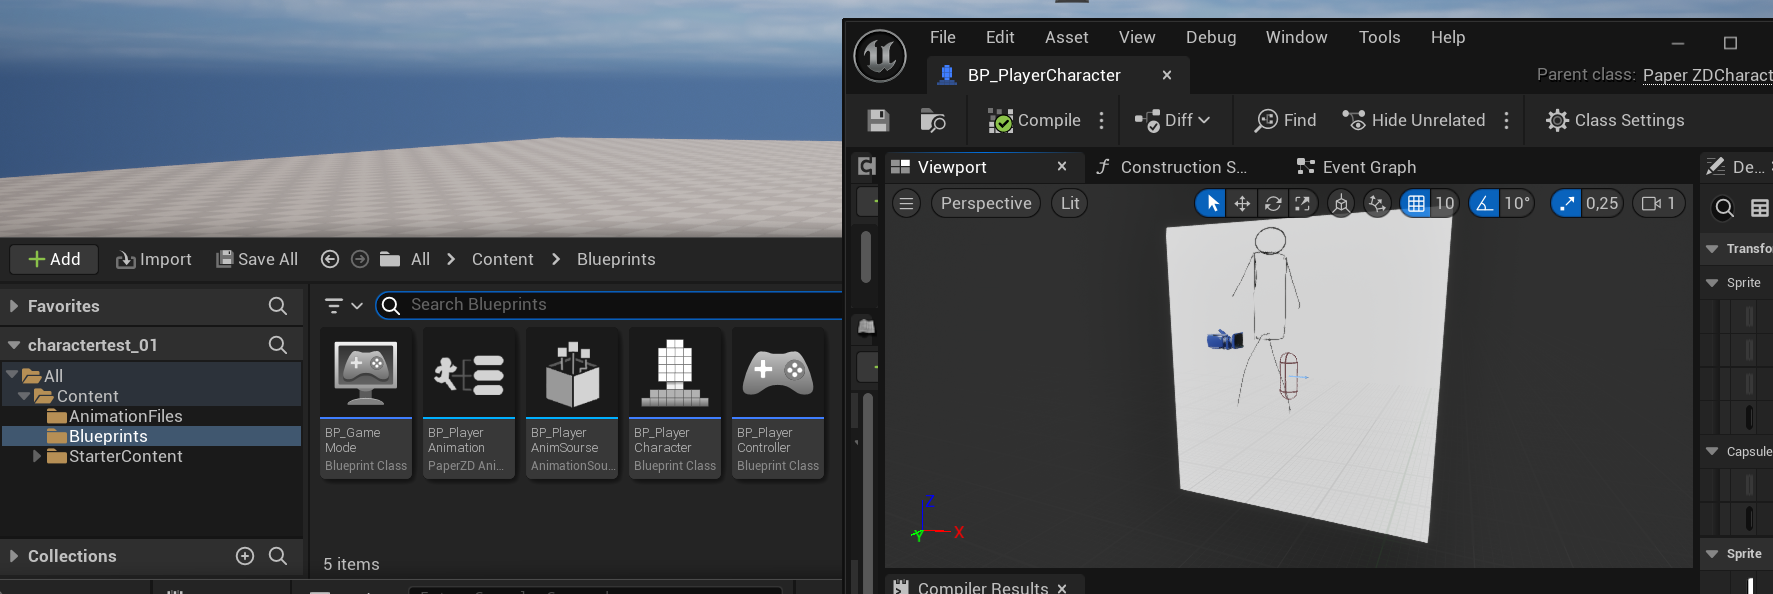 File Edit Asset View Debug Window Tools Help
BP_PlayerCharacter
Parent class: Paper ZDCharact
Compile Diff Find Hide Unrelated Class Settings
Viewport Construction S... Event Graph De...
Perspective Lit 10 10° 0,25 1
Transfo
Sprite
Capsule
Sprite
Z
X
Y
Compiler Results
Add Import Save All All Content Blueprints
Favorites
Search Blueprints
charactertest_01
All
Content
AnimationFiles
Blueprints
StarterContent
Collections
BP_Game
Mode
Blueprint Class
BP_Player
Animation
PaperZD Ani...
BP_Player
AnimSourse
AnimationSou...
BP_Player
Character
Blueprint Class
BP_Player
Controller
Blueprint Class
5 items